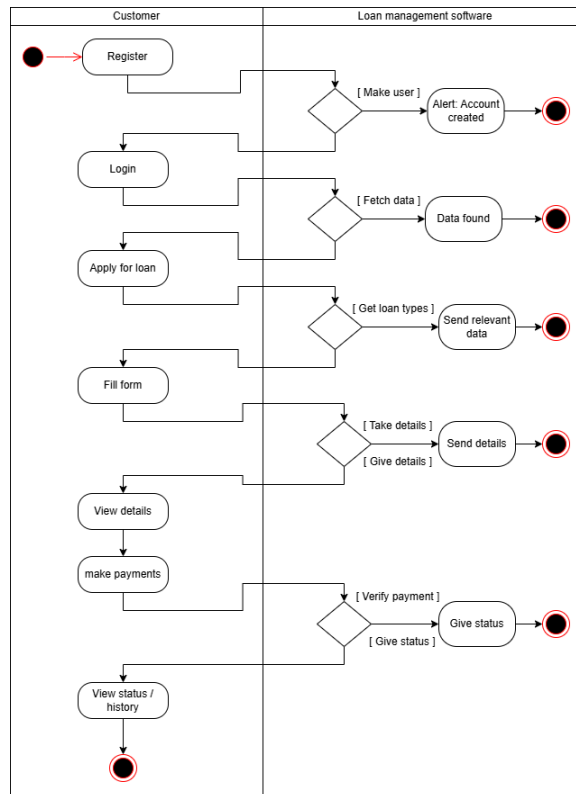 Customer
Loan management software
Register
[ Make user ]
Alert: Account
created
Login
[ Fetch data ]
Data found
Apply for loan
[ Get loan types ]
Send relevant
data
Fill form
[ Take details ]
Send details
[ Give details ]
View details
make payments
[ Verify payment ]
Give status
[ Give status ]
View status /
history